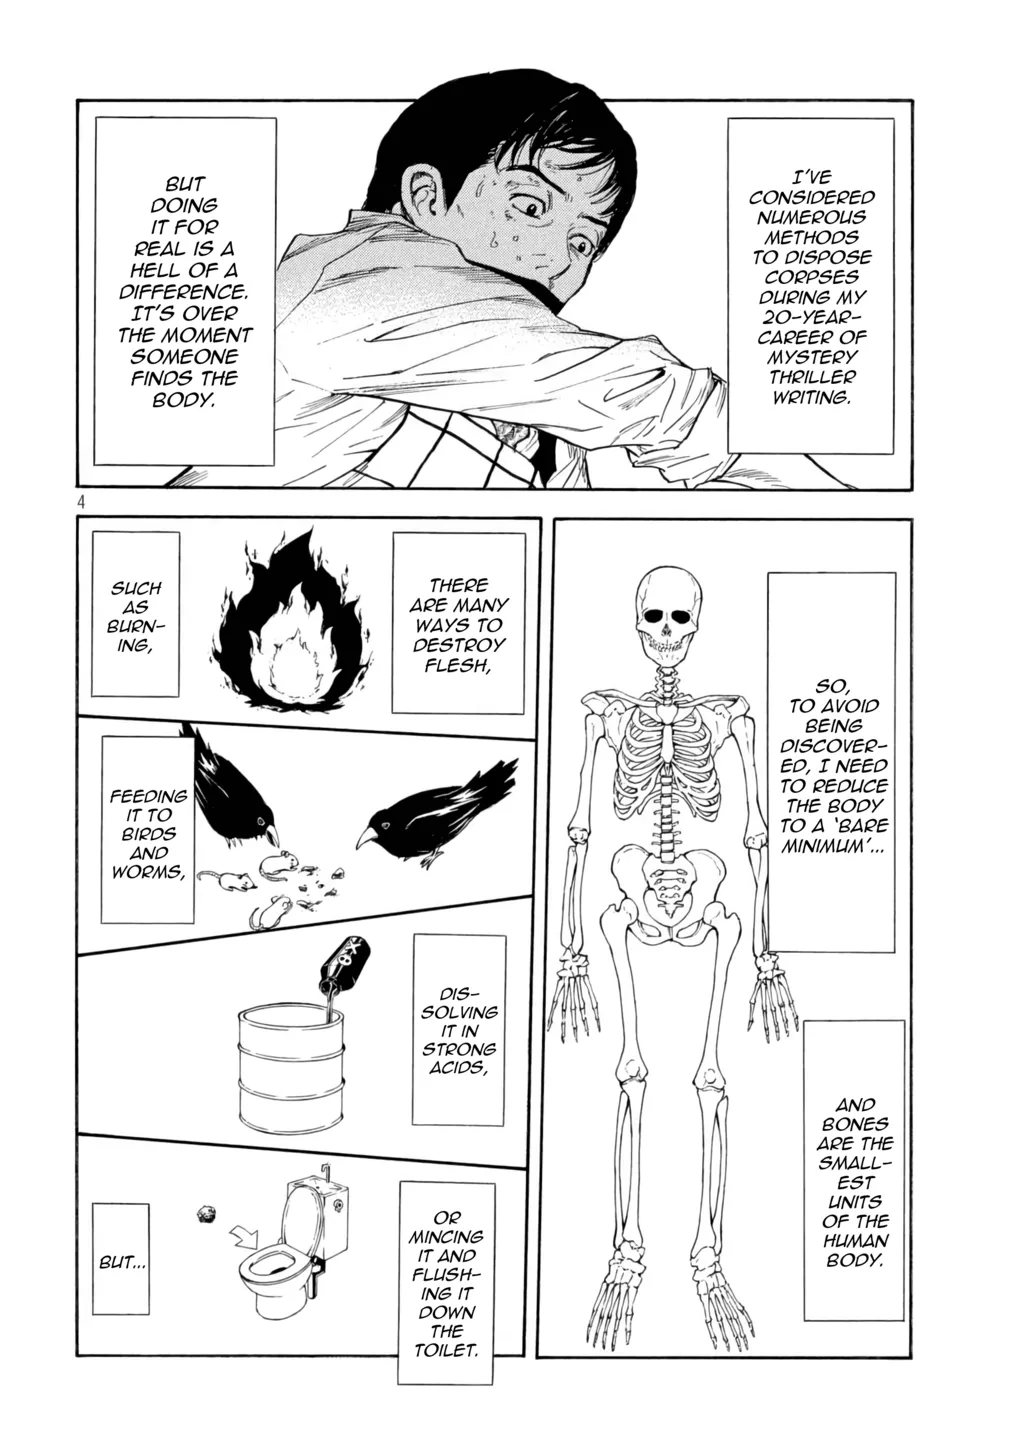 I'VE
CONSIDERED
NUMEROUS
METHODS
TO DISPOSE
CORPSES
DURING MY
20-YEAR-
CAREER OF
MYSTERY
THRILLER
WRITING.
BUT
DOING
IT FOR
REAL IS A
HELL OF A
DIFFERENCE.
IT'S OVER
THE MOMENT
SOMEONE
FINDS THE
BODY.
4
SO,
TO AVOID
BEING
DISCOVER-
ED, I NEED
TO REDUCE
THE BODY
TO A 'BARE
MINIMUM'...
AND
BONES
ARE THE
SMALL-
EST
UNITS
OF THE
HUMAN
BODY.
THERE
ARE MANY
WAYS TO
DESTROY
FLESH,
SUCH
AS
BURN-
ING,
FEEDING
IT TO
BIRDS
AND
WORMS,
DIS-
SOLVING
IT IN
STRONG
ACIDS,
OR
MINCING
IT AND
FLUSH-
ING IT
DOWN
THE
TOILET.
BUT...